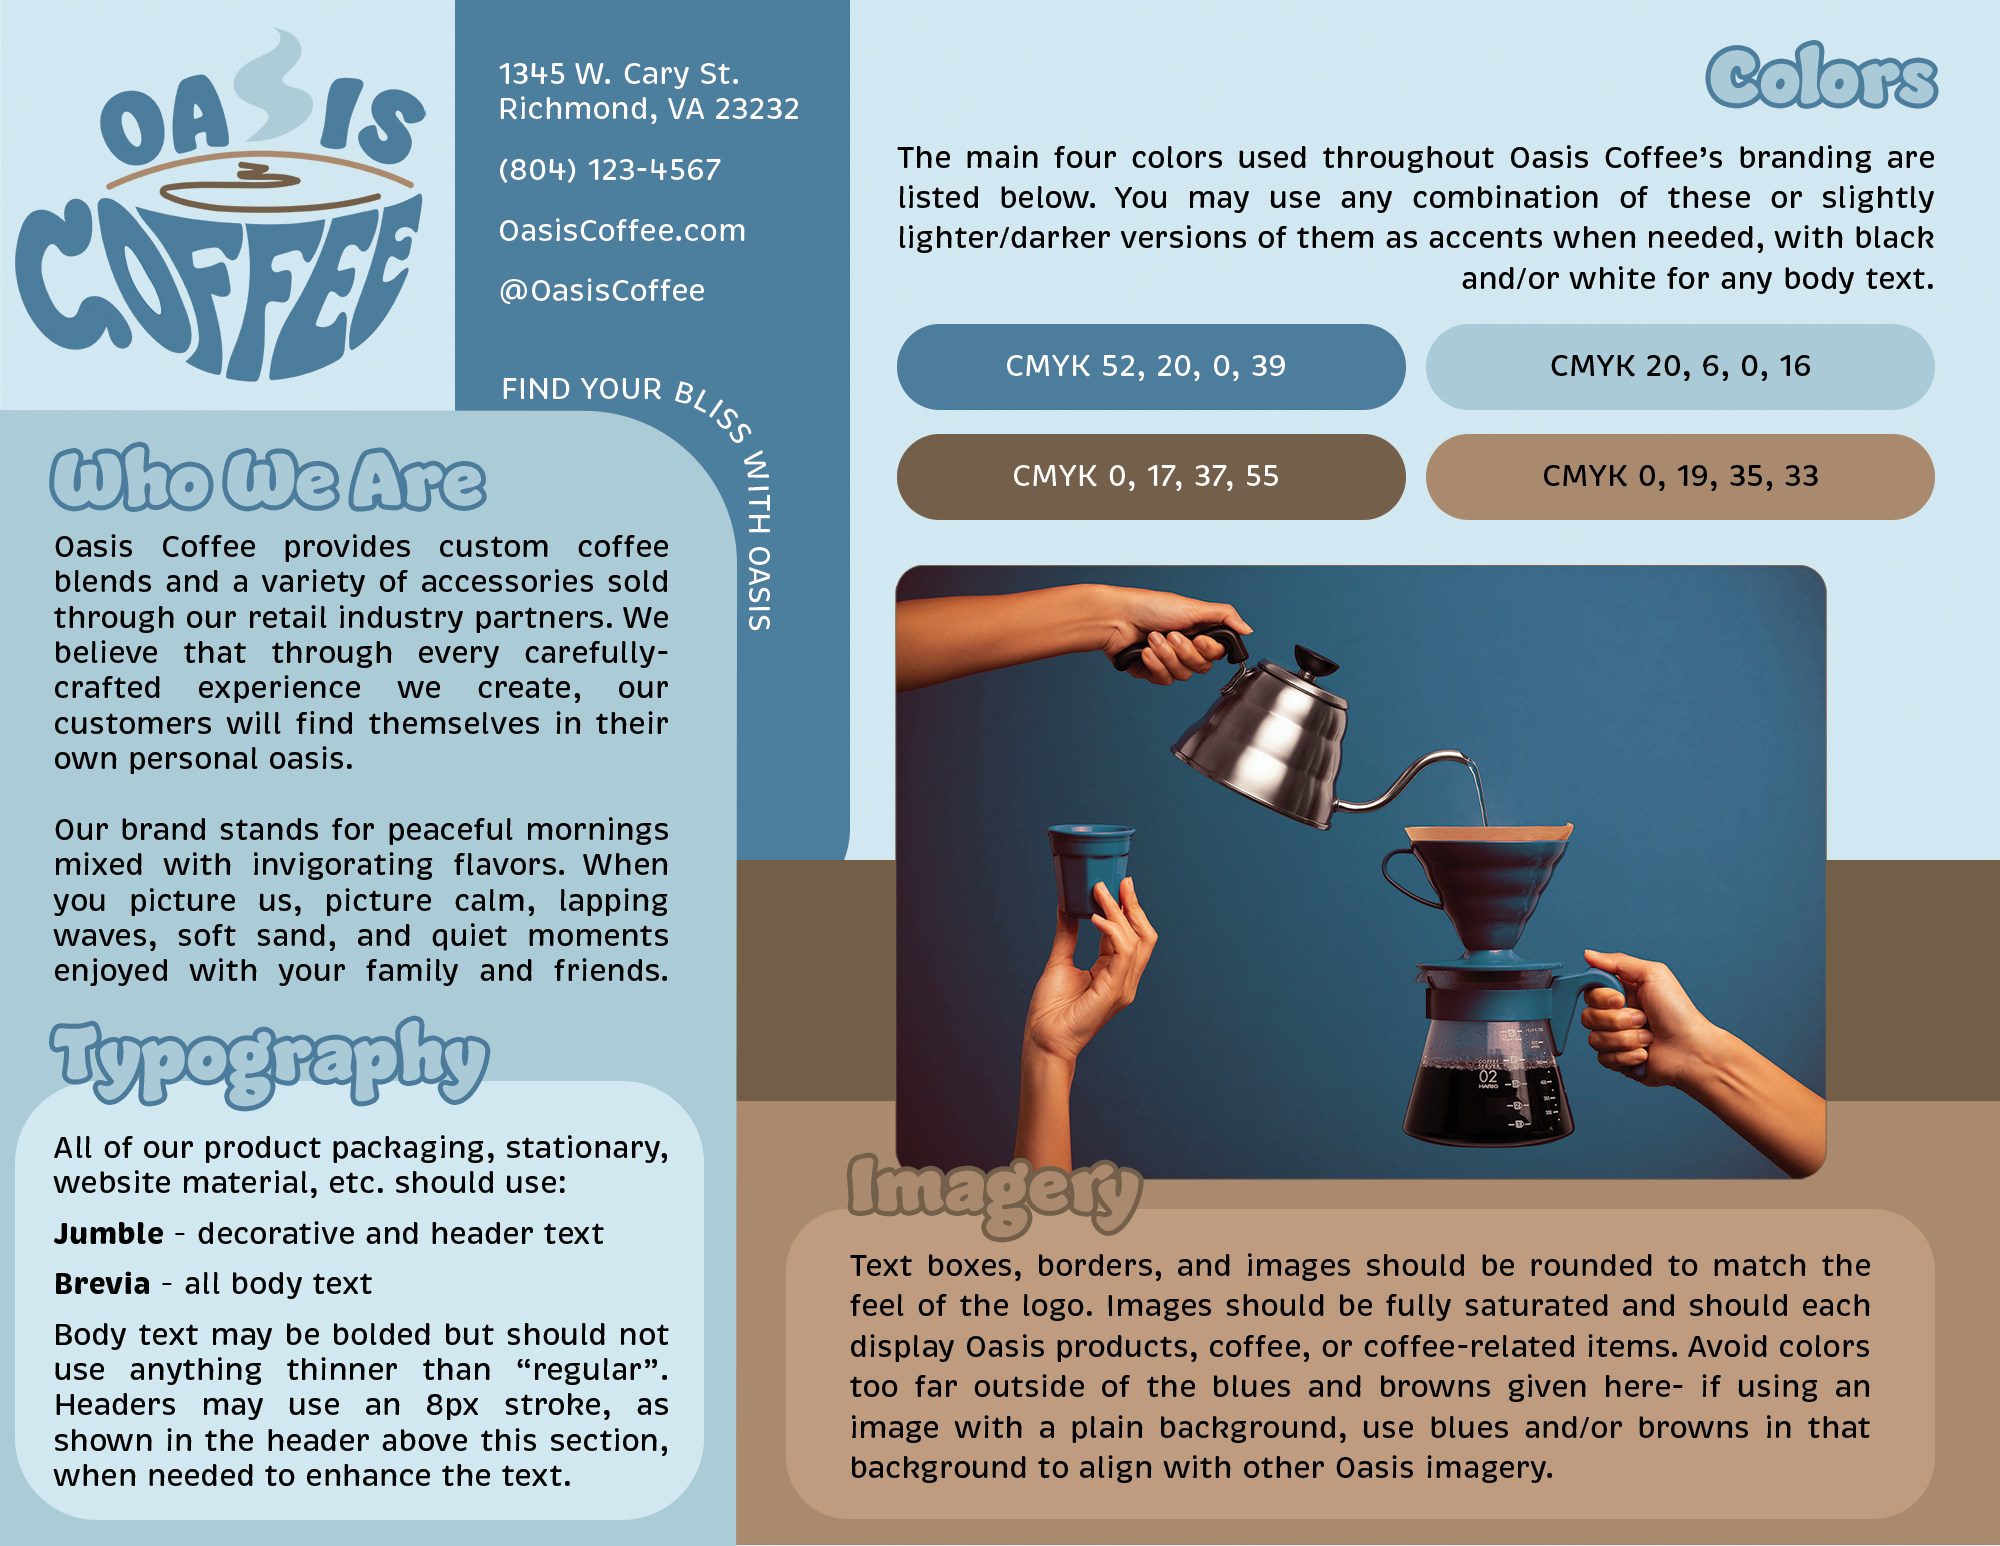 OASIS
COFFEE
1345 W. Cary St.
Richmond, VA 23232
(804) 123-4567
OasisCoffee.com
@OasisCoffee
FIND YOUR BLISS WITH OASIS
Who We Are
Oasis Coffee provides custom coffee
blends and a variety of accessories sold
through our retail industry partners. We
believe that through every carefully-
crafted experience we create, our
customers will find themselves in their
own personal oasis.
Our brand stands for peaceful mornings
mixed with invigorating flavors. When
you picture us, picture calm, lapping
waves, soft sand, and quiet moments
enjoyed with your family and friends.
Typography
All of our product packaging, stationary,
website material, etc. should use:
Jumble - decorative and header text
Brevia - all body text
Body text may be bolded but should not
use anything thinner than “regular”.
Headers may use an 8px stroke, as
shown in the header above this section,
when needed to enhance the text.
Colors
The main four colors used throughout Oasis Coffee’s branding are
listed below. You may use any combination of these or slightly
lighter/darker versions of them as accents when needed, with black
and/or white for any body text.
CMYK 52, 20, 0, 39
CMYK 20, 6, 0, 16
CMYK 0, 17, 37, 55
CMYK 0, 19, 35, 33
02
HARIO
Imagery
Text boxes, borders, and images should be rounded to match the
feel of the logo. Images should be fully saturated and should each
display Oasis products, coffee, or coffee-related items. Avoid colors
too far outside of the blues and browns given here- if using an
image with a plain background, use blues and/or browns in that
background to align with other Oasis imagery.